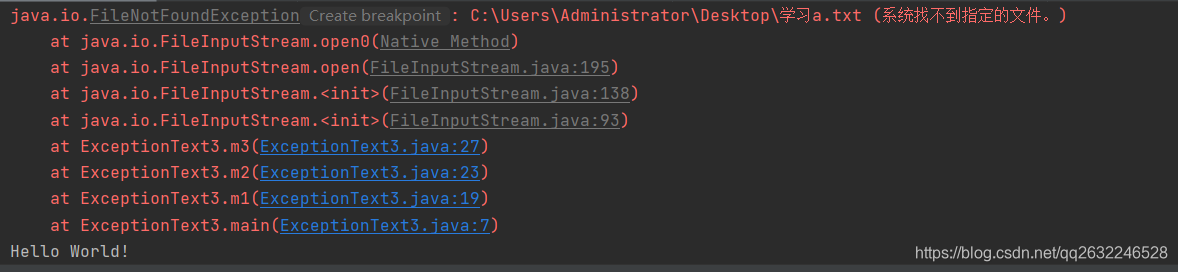 java.io.FileNotFoundException Create breakpoint : C:\Users\Administrator\Desktop\学习a.txt (系统找不到指定的文件。)
at java.io.FileInputStream.open0(Native Method)
at java.io.FileInputStream.open(FileInputStream.java:195)
at java.io.FileInputStream.<init>(FileInputStream.java:138)
at java.io.FileInputStream.<init>(FileInputStream.java:93)
at ExceptionText3.m3(ExceptionText3.java:27)
at ExceptionText3.m2(ExceptionText3.java:23)
at ExceptionText3.m1(ExceptionText3.java:19)
at ExceptionText3.main(ExceptionText3.java:7)
Hello World!
https://blog.csdn.net/qq2632246528